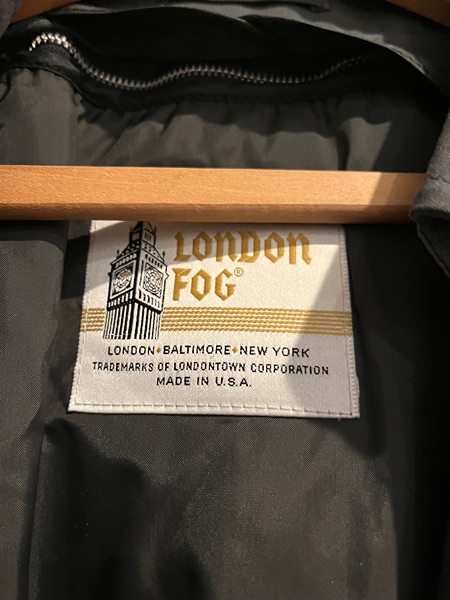 LONDON
FOG®
LONDON♦BALTIMORE♦NEW YORK
TRADEMARKS OF LONDONTOWN CORPORATION
MADE IN U.S.A.